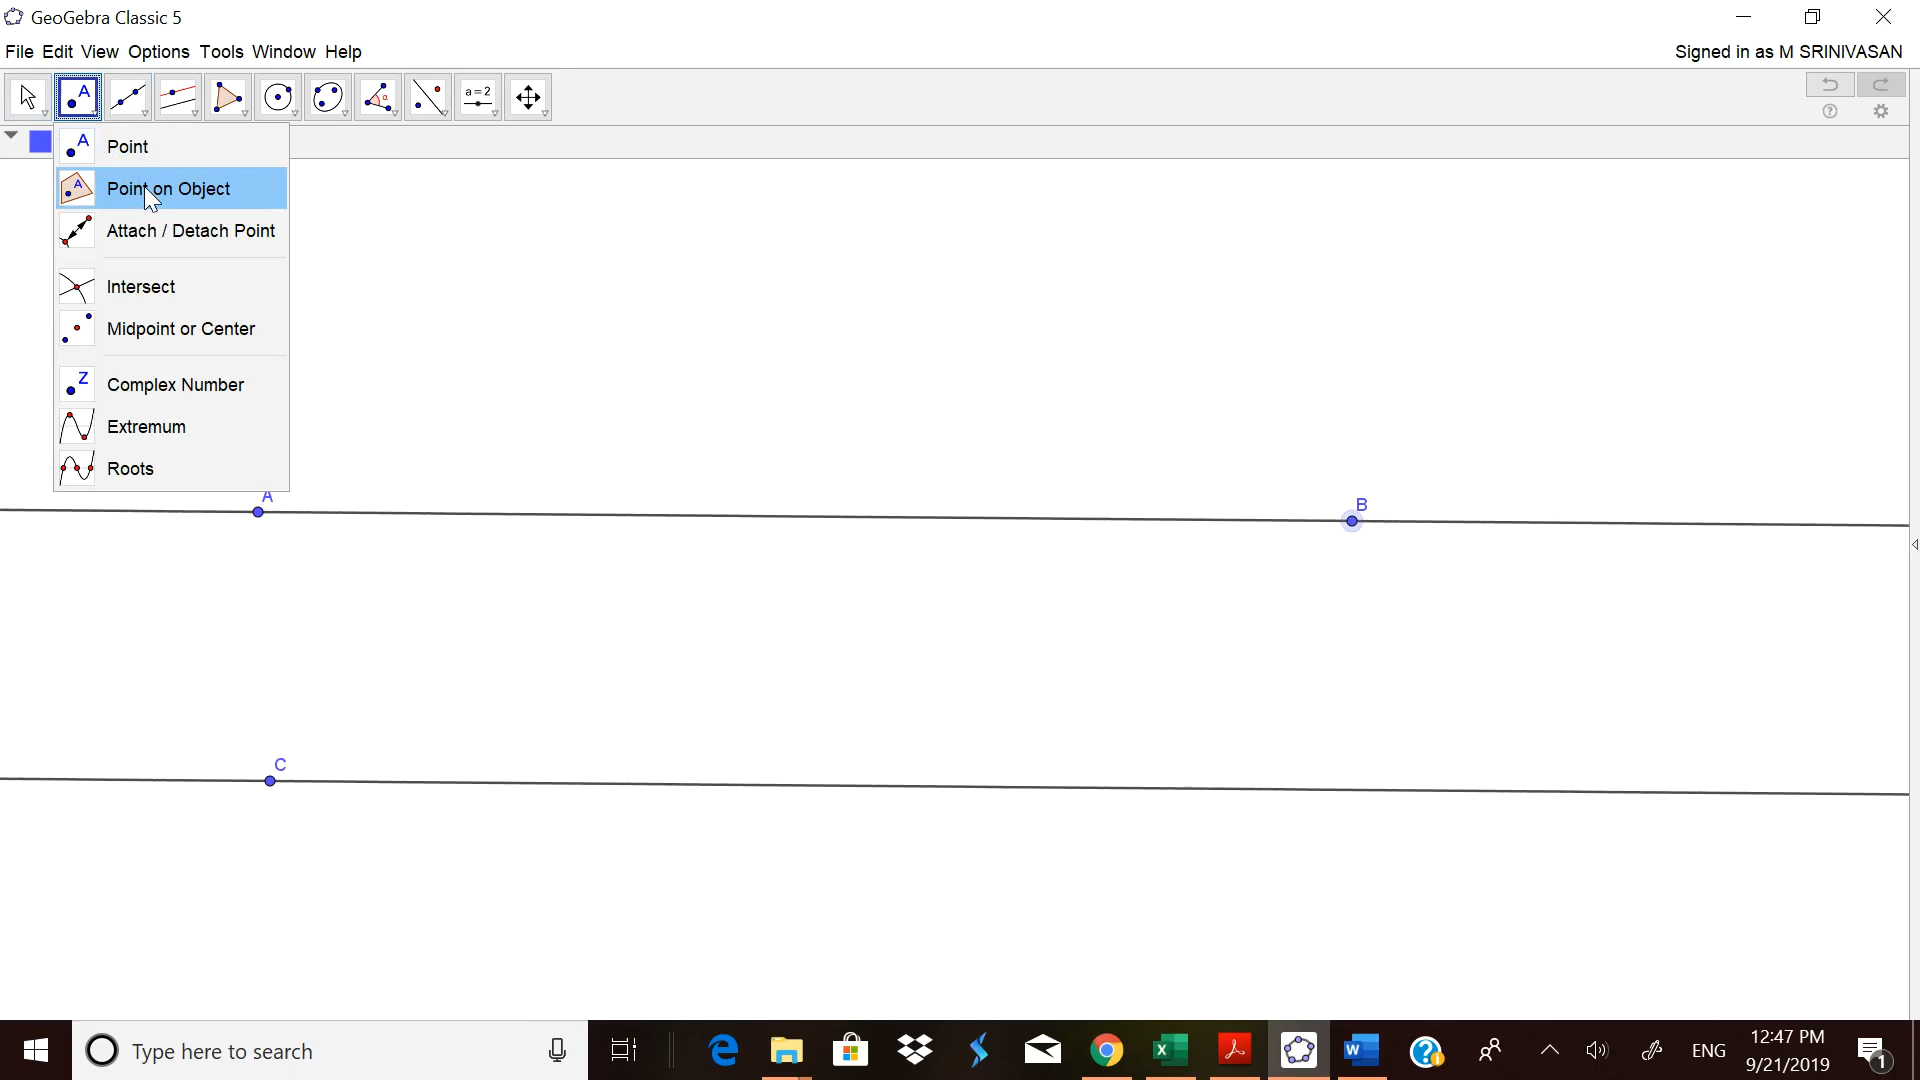 GeoGebra Classic 5
File Edit View Options Tools Window Help
Signed in as M SRINIVASAN
A
a = 2
α
A Point
A Point on Object
Attach / Detach Point
Intersect
Midpoint or Center
Z Complex Number
Extremum
Roots
A
B
C
Type here to search
ENG
12:47 PM
9/21/2019
1